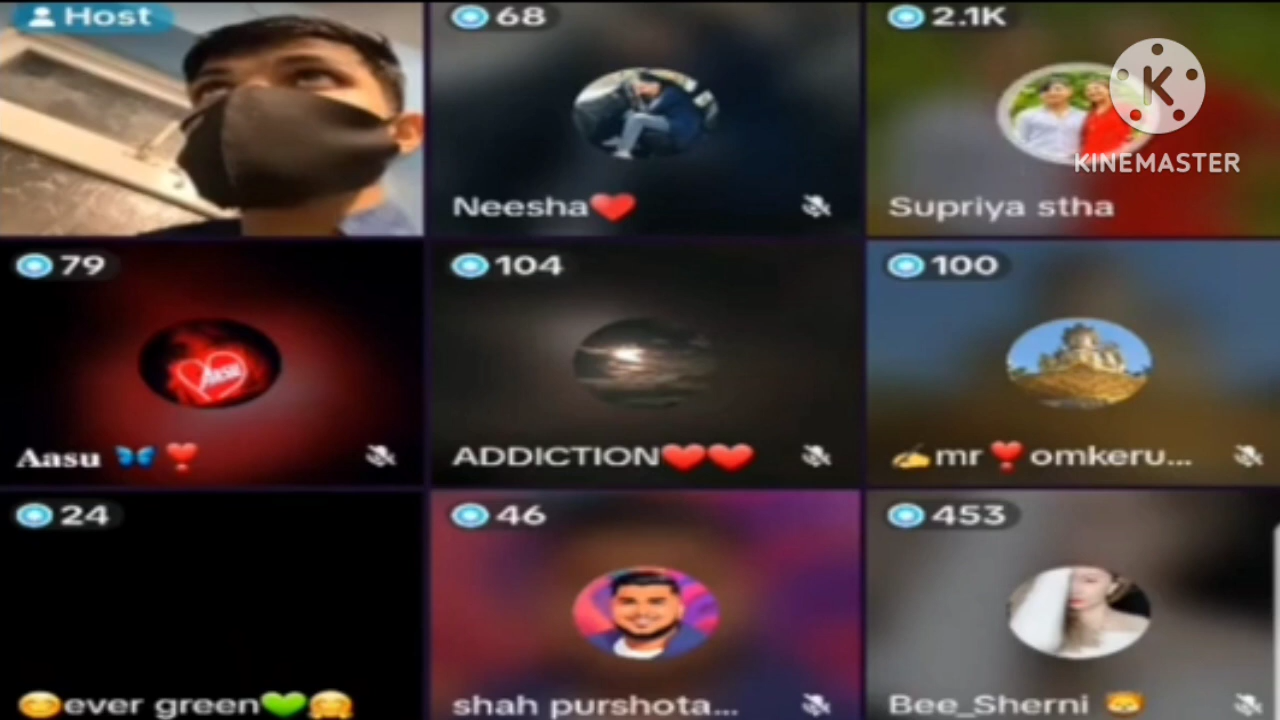 Host
68
2.1K
KINEMASTER
Neesha❤️
Supriya stha
79
104
100
Aasu 🦋 ❣️
ADDICTION❤️❤️
✍️mr❣️omkeru...
24
46
453
😊ever green💚🤗
shah purshota...
Bee_Sherni 🐯